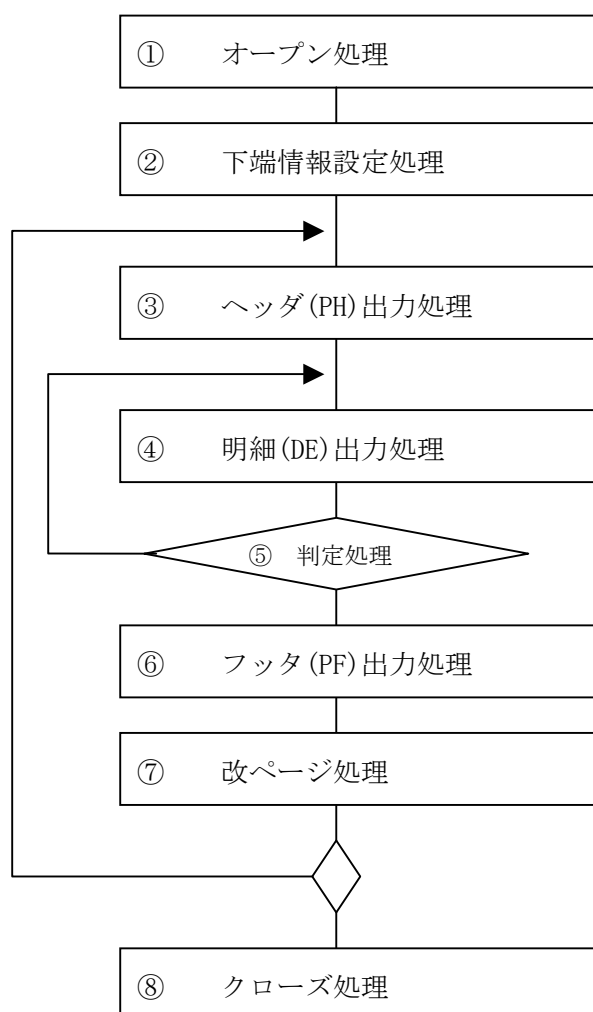 ① オープン処理
② 下端情報設定処理
③ ヘッダ(PH)出力処理
④ 明細(DE)出力処理
⑤ 判定処理
⑥ フッタ(PF)出力処理
⑦ 改ページ処理
⑧ クローズ処理